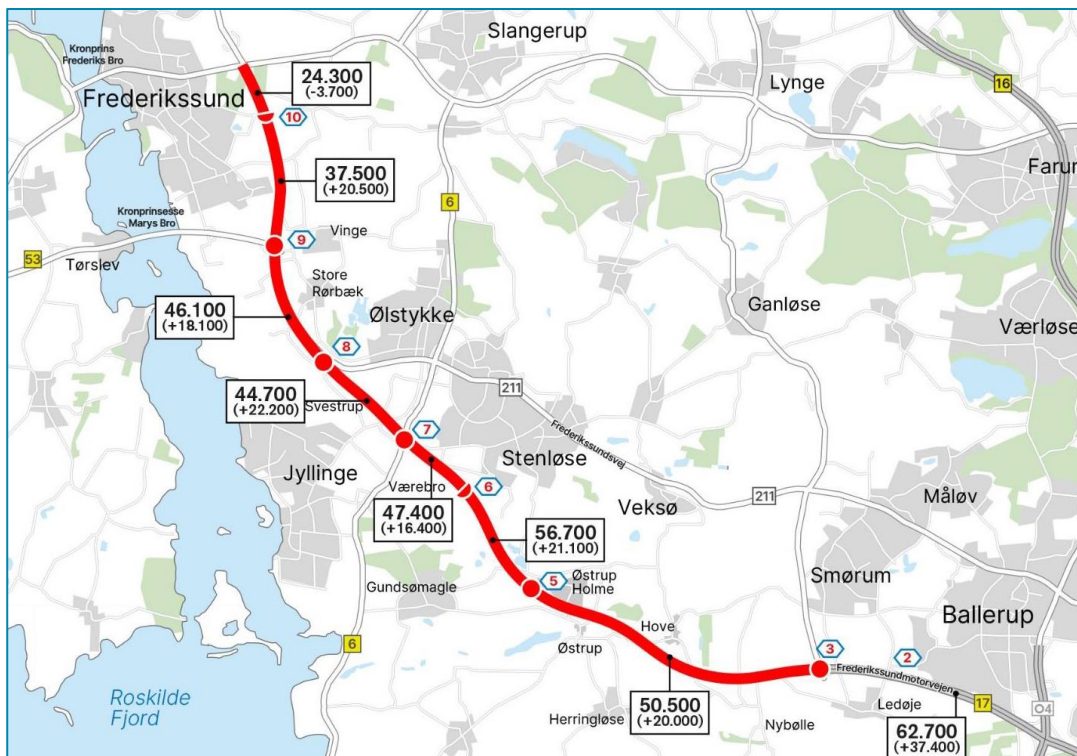 Slangerup
Kronprins
Frederiks Bro
24.300
(-3.700)
16
Lynge
Frederikssund
10
Farum
37.500
(+20.500)
6
Kronprinsesse
Marys Bro
9
Vinge
53
Tørslev
Store
Rørbæk
Ganløse
46.100
(+18.100)
Ølstykke
Værløse
8
211
44.700
(+22.200)
Svestrup
7
Frederikssundsvej
Stenløse
Jyllinge
Værebro
6
211
Måløv
47.400
(+16.400)
Veksø
56.700
(+21.100)
Smørum
5
Østrup
Holme
Gundsømagle
Ballerup
Hove
6
Østrup
3
2
Frederikssundmotorvejen
Roskilde
Fjord
50.500
(+20.000)
Ledøje
17
O4
Herringløse
Nybølle
62.700
(+37.400)